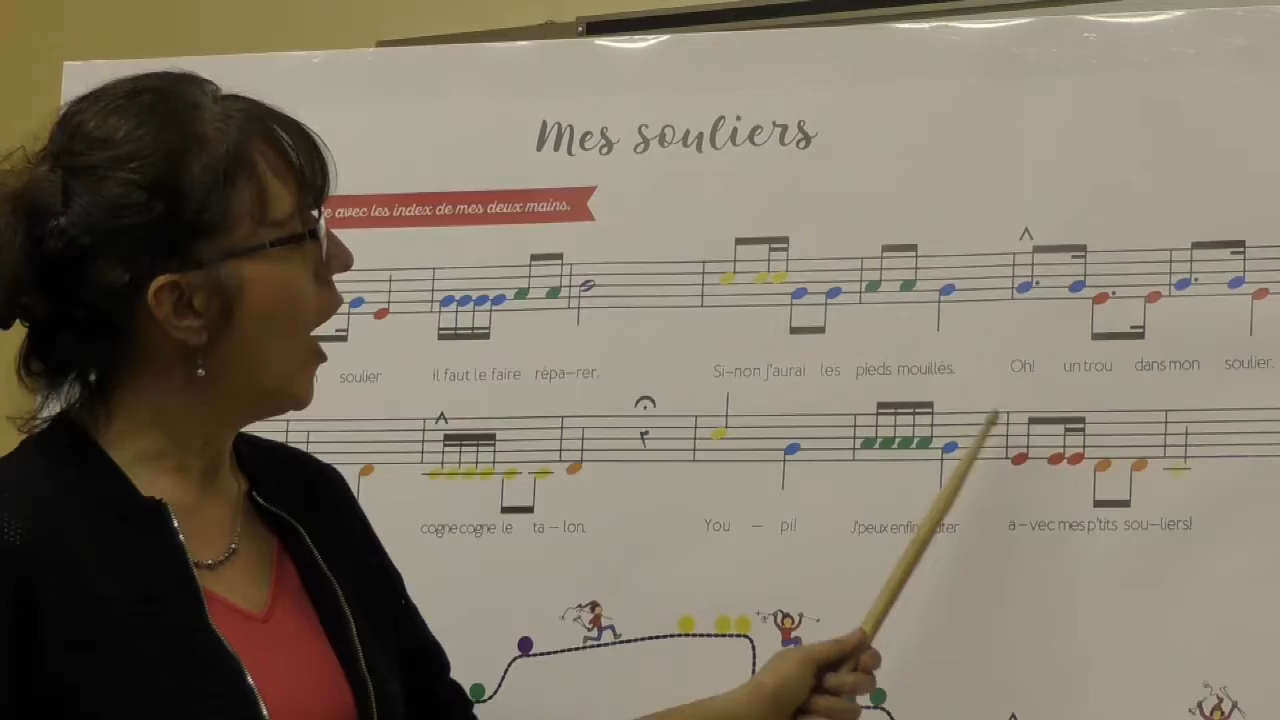 Mes souliers
avec les index de mes deux mains.
soulier il faut le faire répa–rer. Si–non j'aurai les pieds mouillés. Oh! un trou dans mon soulier.
cogne cogne le ta–lon. You – pi! J'peux enfin a–vec mes p'tits sou–liers!